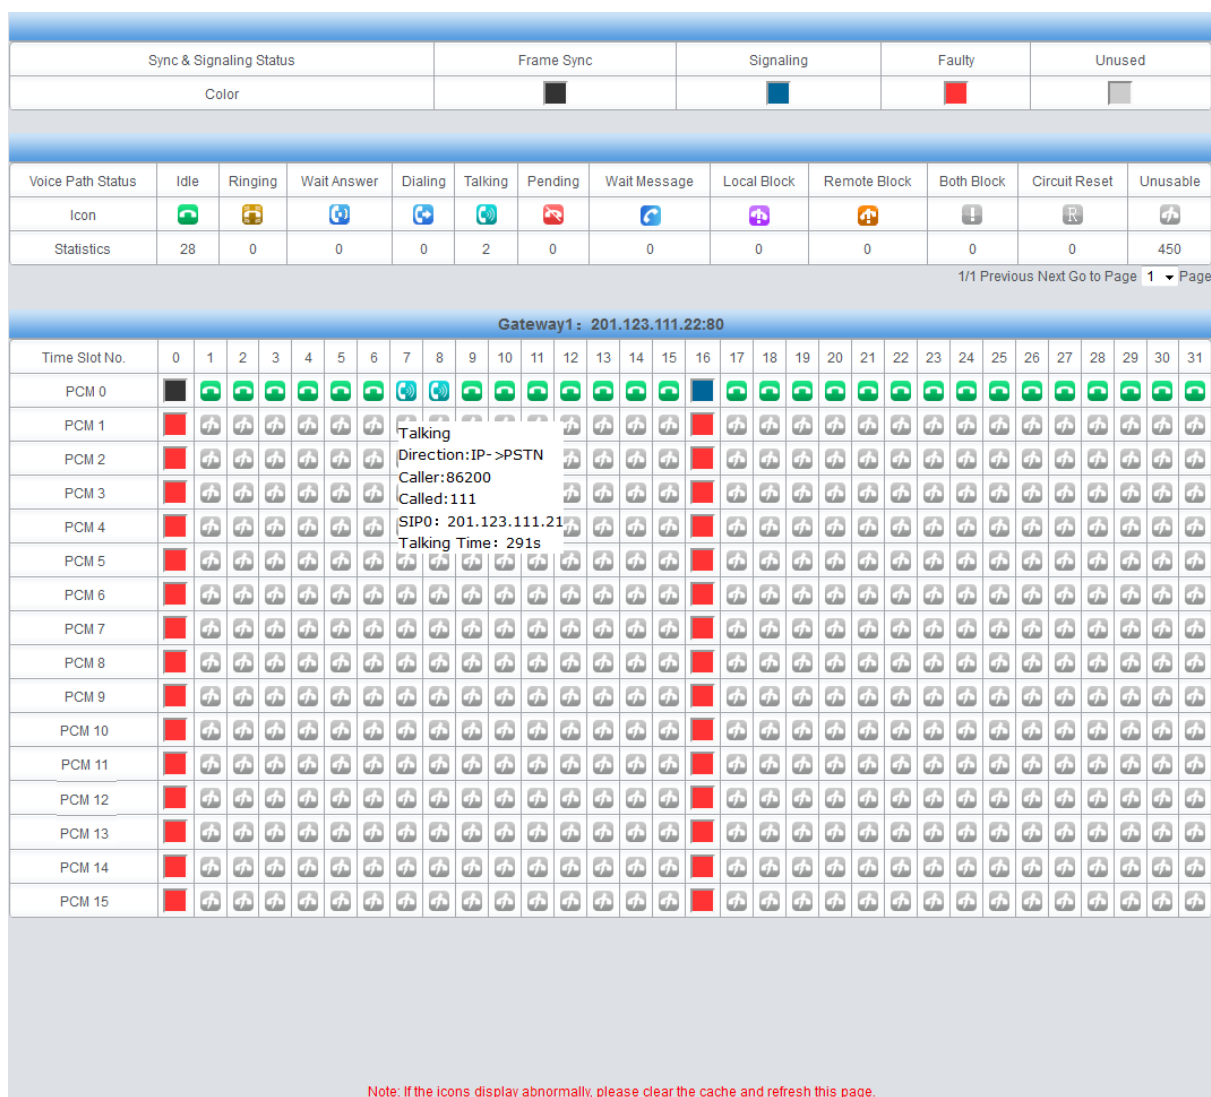 Sync & Signaling Status Frame Sync Signaling Faulty Unused
Color
Voice Path Status Idle Ringing Wait Answer Dialing Talking Pending Wait Message Local Block Remote Block Both Block Circuit Reset Unusable
Icon R
Statistics 28 0 0 0 2 0 0 0 0 0 0 450
1/1 Previous Next Go to Page 1 Page
Gateway1：201.123.111.22:80
Time Slot No. 0 1 2 3 4 5 6 7 8 9 10 11 12 13 14 15 16 17 18 19 20 21 22 23 24 25 26 27 28 29 30 31
PCM 0
PCM 1
Talking
PCM 2
Direction:IP->PSTN
Caller:86200
PCM 3
Called:111
PCM 4
SIP0：201.123.111.21
Talking Time：291s
PCM 5
PCM 6
PCM 7
PCM 8
PCM 9
PCM 10
PCM 11
PCM 12
PCM 13
PCM 14
PCM 15
Note: If the icons display abnormally, please clear the cache and refresh this page.